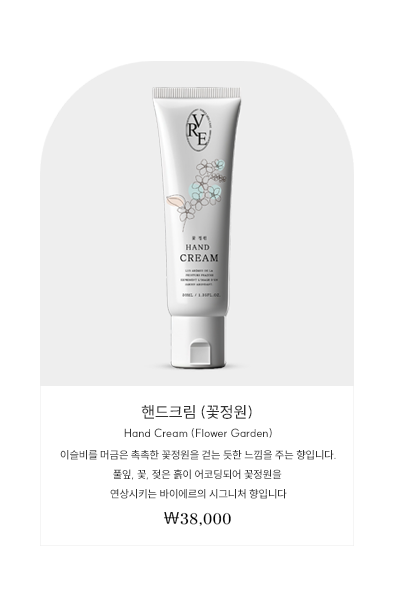 VRE
꽃 정원
HAND
CREAM
핸드크림 (꽃정원)
Hand Cream (Flower Garden)
이슬비를 머금은 촉촉한 꽃정원을 걷는 듯한 느낌을 주는 향입니다.
풀잎, 꽃, 젖은 흙이 어코딩되어 꽃정원을
연상시키는 바이에르의 시그니처 향입니다
₩38,000